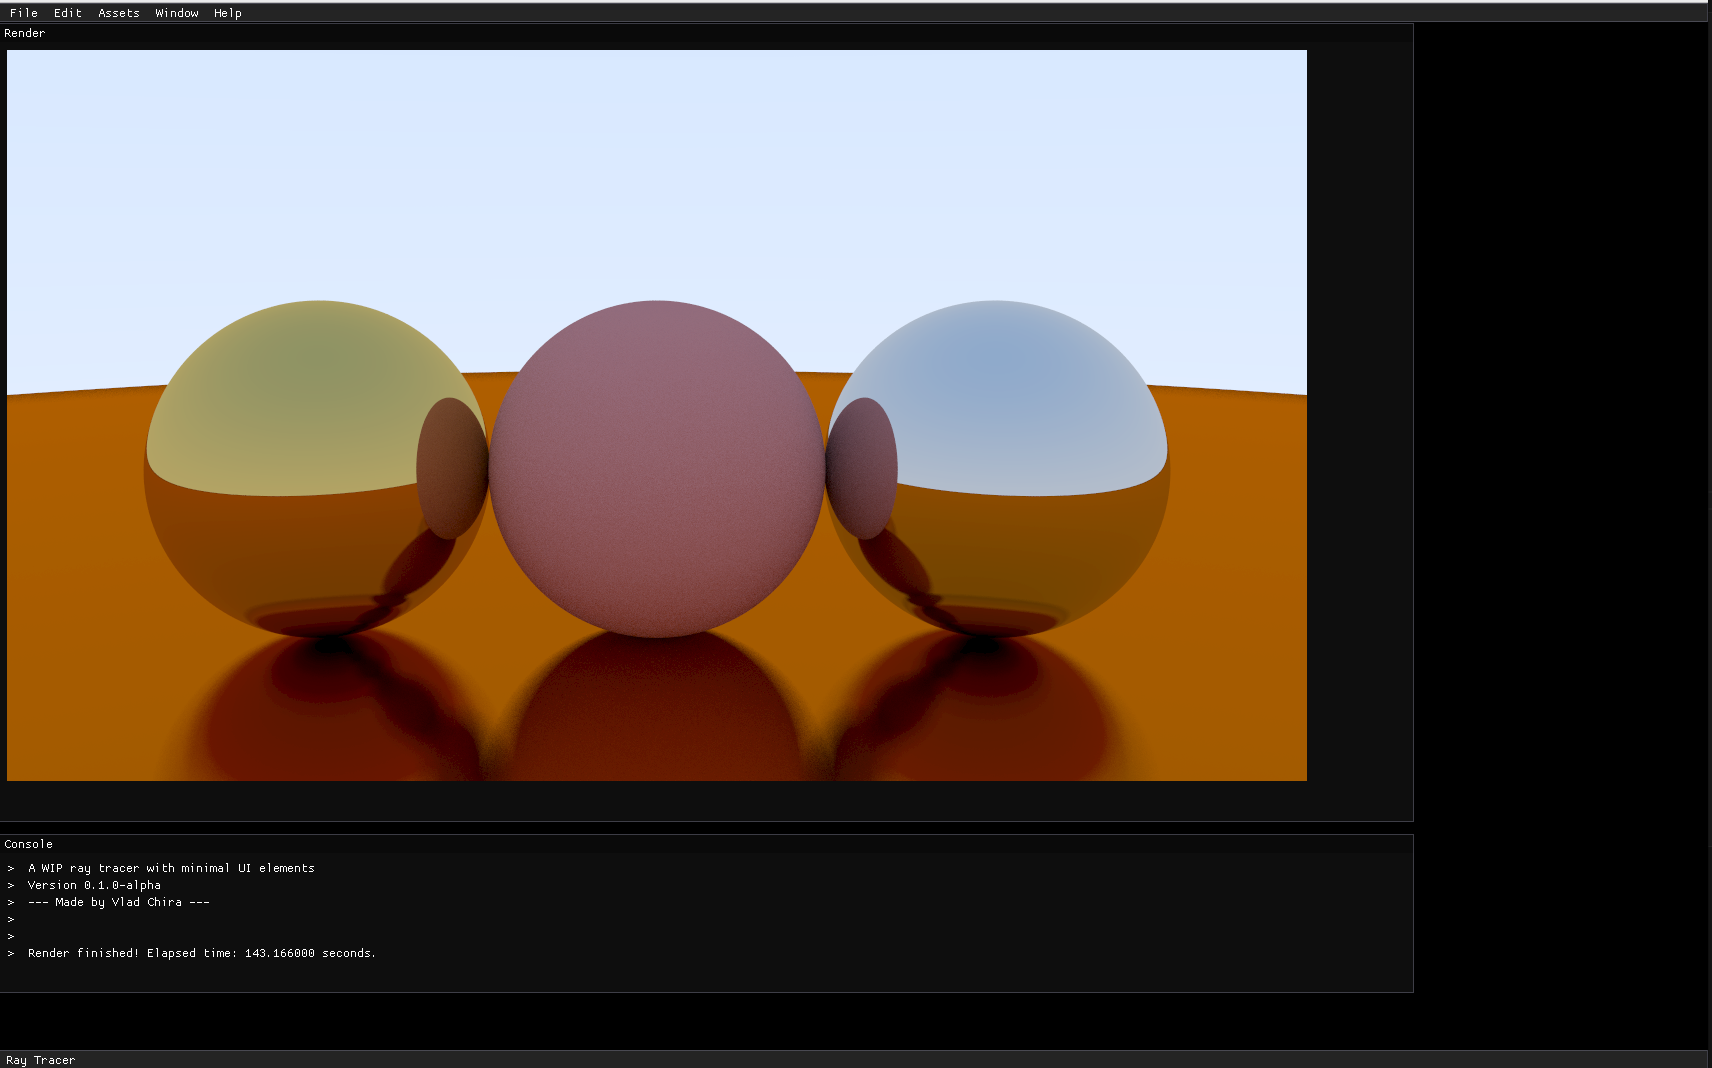 File Edit Assets Window Help
Render
Console
> A WIP ray tracer with minimal UI elements
> Version 0.1.0-alpha
> --- Made by Vlad Chira ---
>
>
> Render finished! Elapsed time: 143.166000 seconds.
Ray Tracer